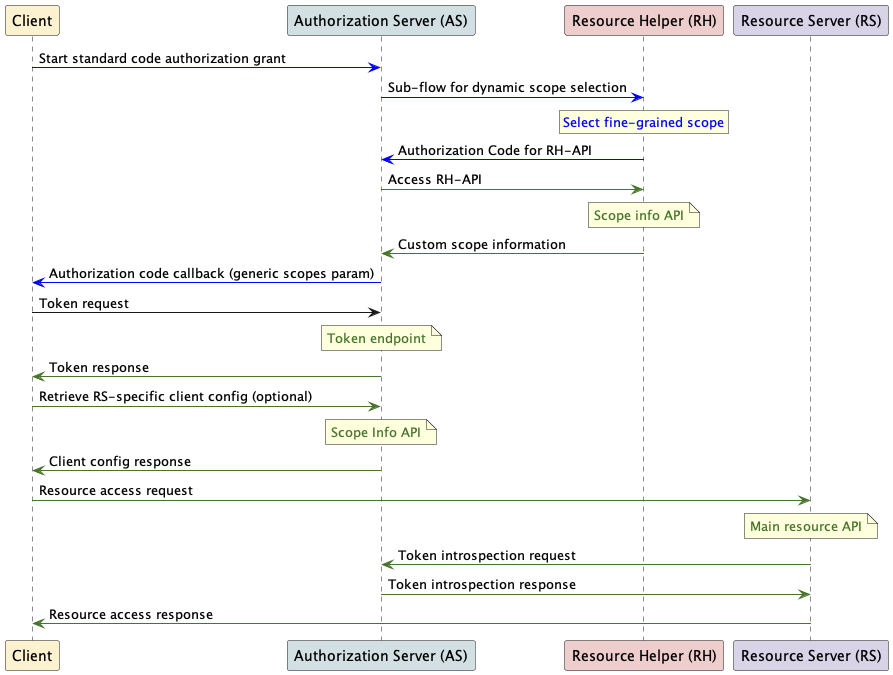 Client
Authorization Server (AS)
Resource Helper (RH)
Resource Server (RS)
Start standard code authorization grant
Sub-flow for dynamic scope selection
Select fine-grained scope
Authorization Code for RH-API
Access RH-API
Scope info API
Custom scope information
Authorization code callback (generic scopes param)
Token request
Token endpoint
Token response
Retrieve RS-specific client config (optional)
Scope Info API
Client config response
Resource access request
Main resource API
Token introspection request
Token introspection response
Resource access response
Client
Authorization Server (AS)
Resource Helper (RH)
Resource Server (RS)